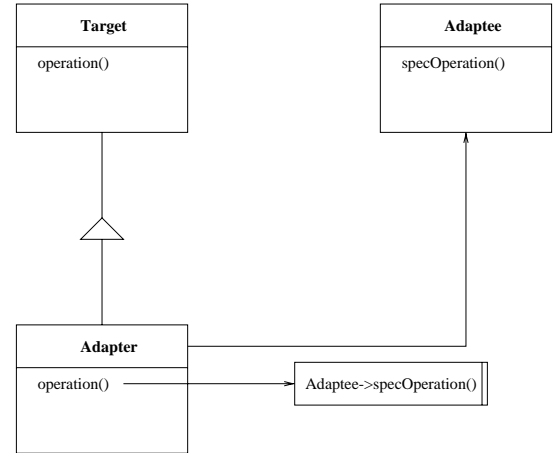 Target
operation()
Adaptee
specOperation()
Adapter
operation()
Adaptee->specOperation()